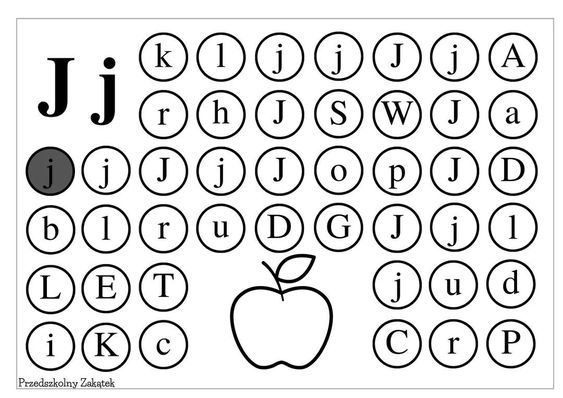 J j k l j j J j A
r h J S W J a
j j J j J o p J D
b l r u D G J j l
L E T j u d
i K c C r P
Przedszkolny Zakątek